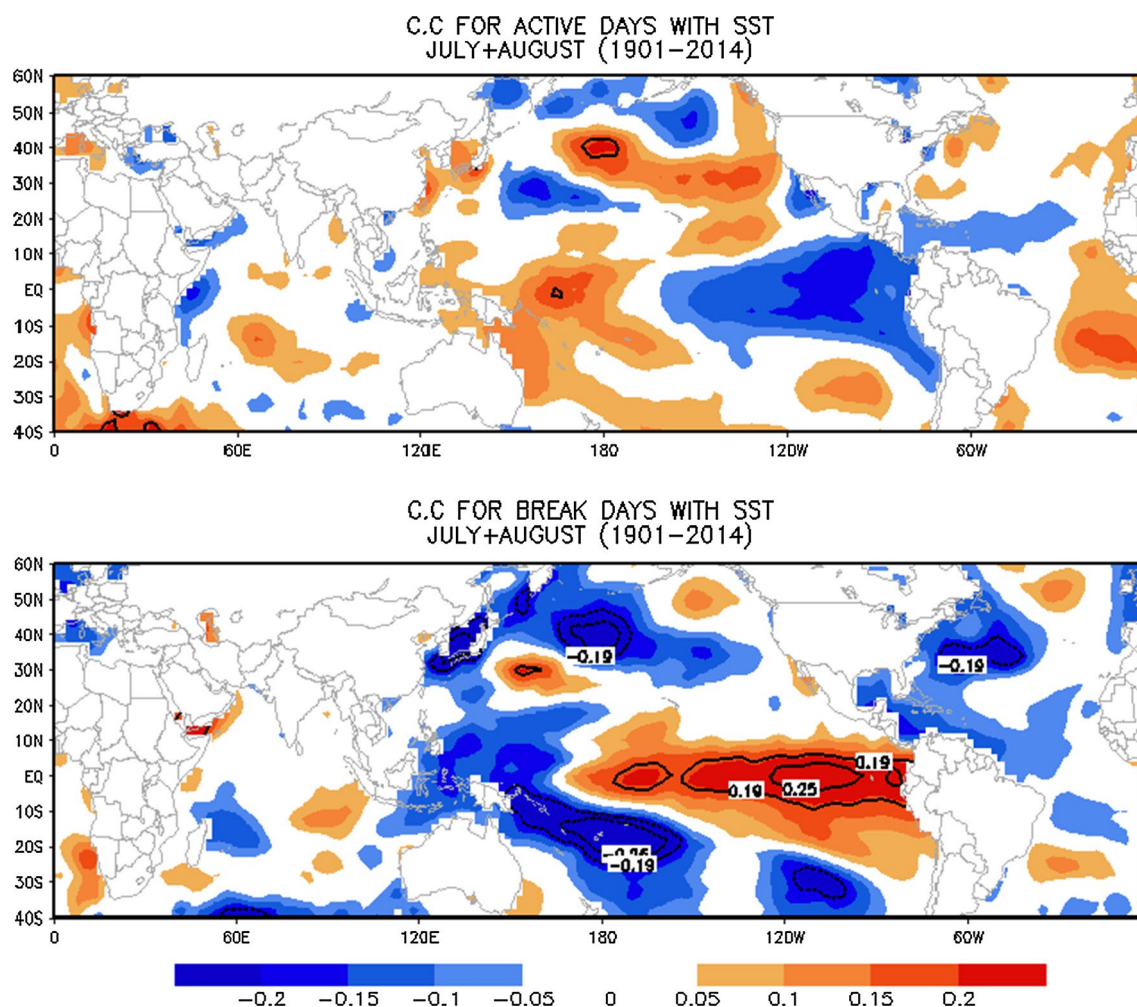 C.C FOR ACTIVE DAYS WITH SST
JULY+AUGUST (1901-2014)
60N
50N
40N
30N
20N
10N
EQ
10S
20S
30S
40S
0 60E 120E 180 120W 60W
C.C FOR BREAK DAYS WITH SST
JULY+AUGUST (1901-2014)
60N
50N
40N
30N
20N
10N
EQ
10S
20S
30S
40S
-0.19
-0.19
0.19
0.19
0.25
-0.19
0 60E 120E 180 120W 60W
-0.2 -0.15 -0.1 -0.05 0 0.05 0.1 0.15 0.2